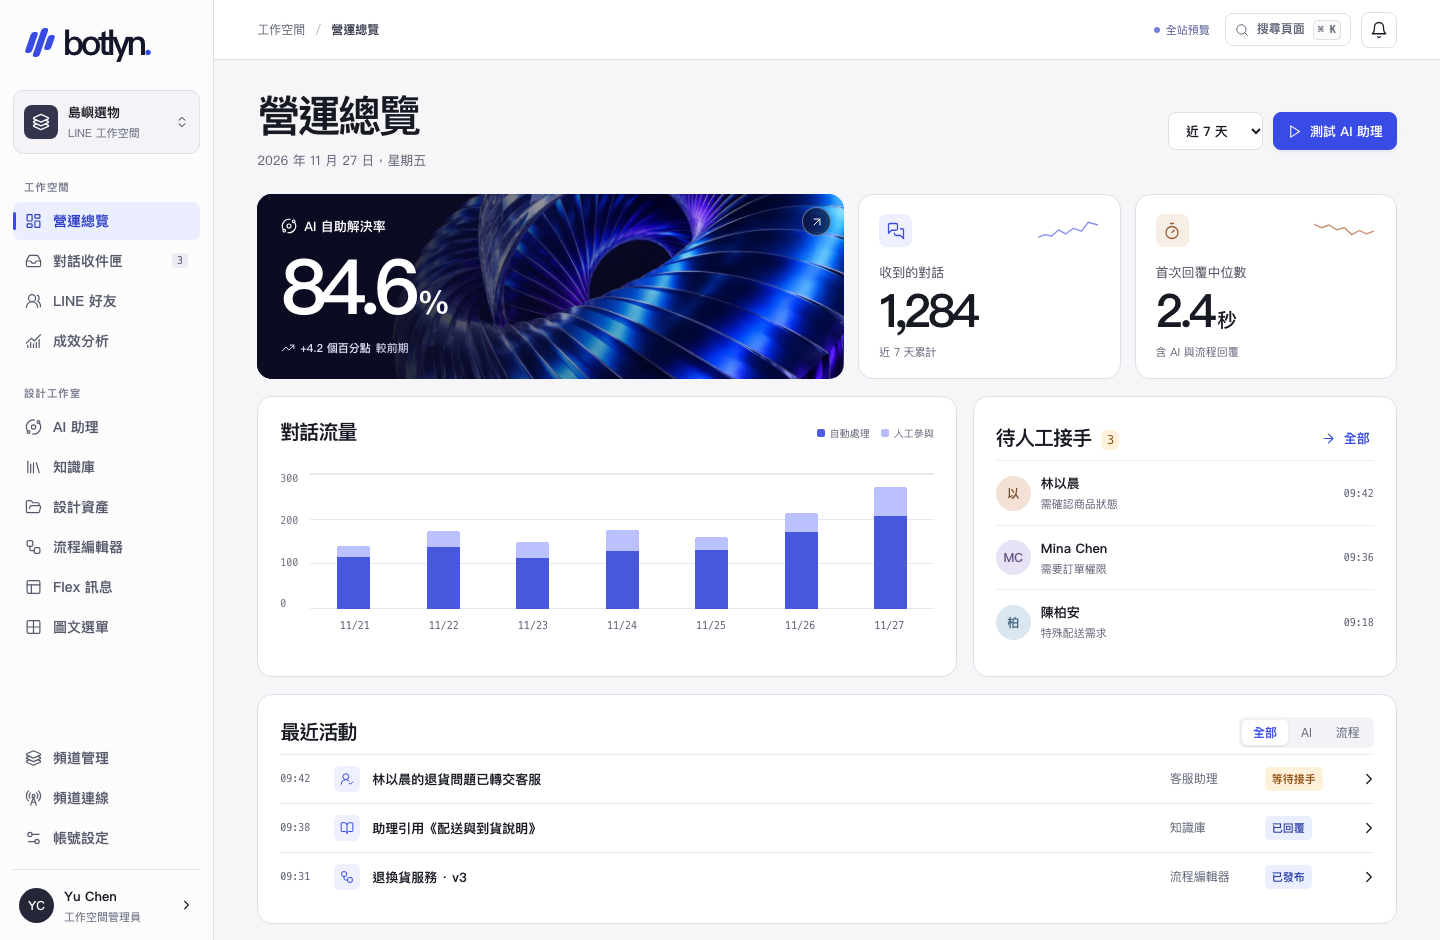 botlyn.
島嶼選物
LINE 工作空間
工作空間
營運總覽
對話收件匣 3
LINE 好友
成效分析
設計工作室
AI 助理
知識庫
設計資產
流程編輯器
Flex 訊息
圖文選單
頻道管理
頻道連線
帳號設定
YC
Yu Chen
工作空間管理員
工作空間 / 營運總覽
全站預覽
搜尋頁面 ⌘ K
營運總覽
2026 年 11 月 27 日，星期五
近 7 天
測試 AI 助理
AI 自助解決率
84.6%
+4.2 個百分點 較前期
收到的對話
1,284
近 7 天累計
首次回覆中位數
2.4秒
含 AI 與流程回覆
對話流量
自動處理 人工參與
300
200
100
0
11/21 11/22 11/23 11/24 11/25 11/26 11/27
待人工接手 3
全部
以
林以晨
需確認商品狀態
09:42
MC
Mina Chen
需要訂單權限
09:36
柏
陳柏安
特殊配送需求
09:18
最近活動
全部 AI 流程
09:42 林以晨的退貨問題已轉交客服 客服助理 等待接手
09:38 助理引用《配送與到貨說明》 知識庫 已回覆
09:31 退換貨服務 · v3 流程編輯器 已發布